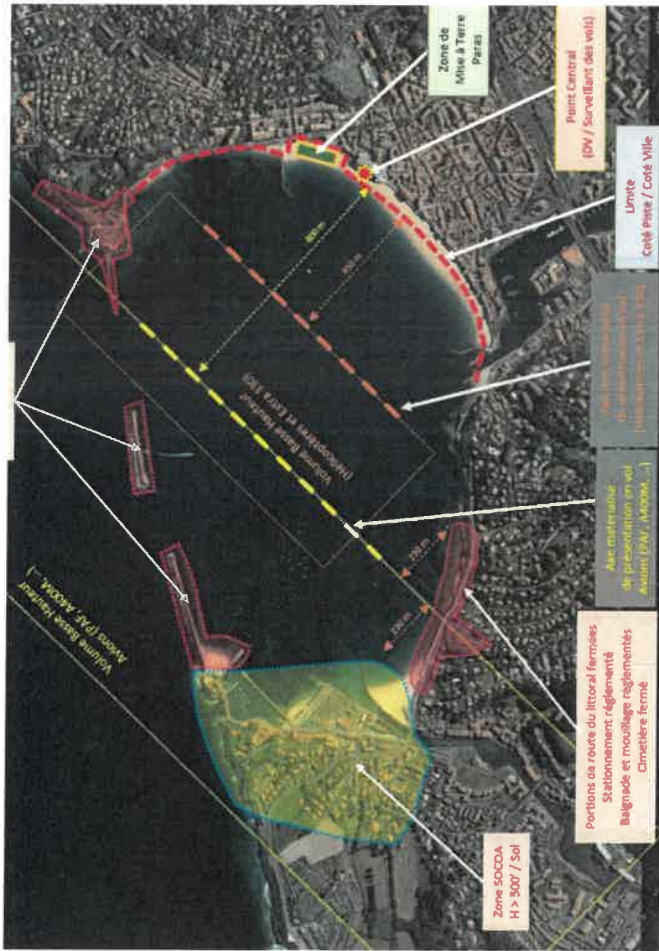 Zone de
Mise à Terre
Paras
Point Central
(DV / Surveillant des vols)
Limite
Coté Piste / Coté Ville
Axe matérialisé
de présentation en vol
Avions (PAF, A400M, ...)
Portions de route du littoral fermées
Stationnement réglementé
Baignade et mouillage réglementés
Cimetière fermé
Zone SOCOA
H > 500' / Sol
Volume Basse Hauteur
Avions (PAF, A400M, ...)
Volume Basse Hauteur
(Hélicoptères et Extra 330)